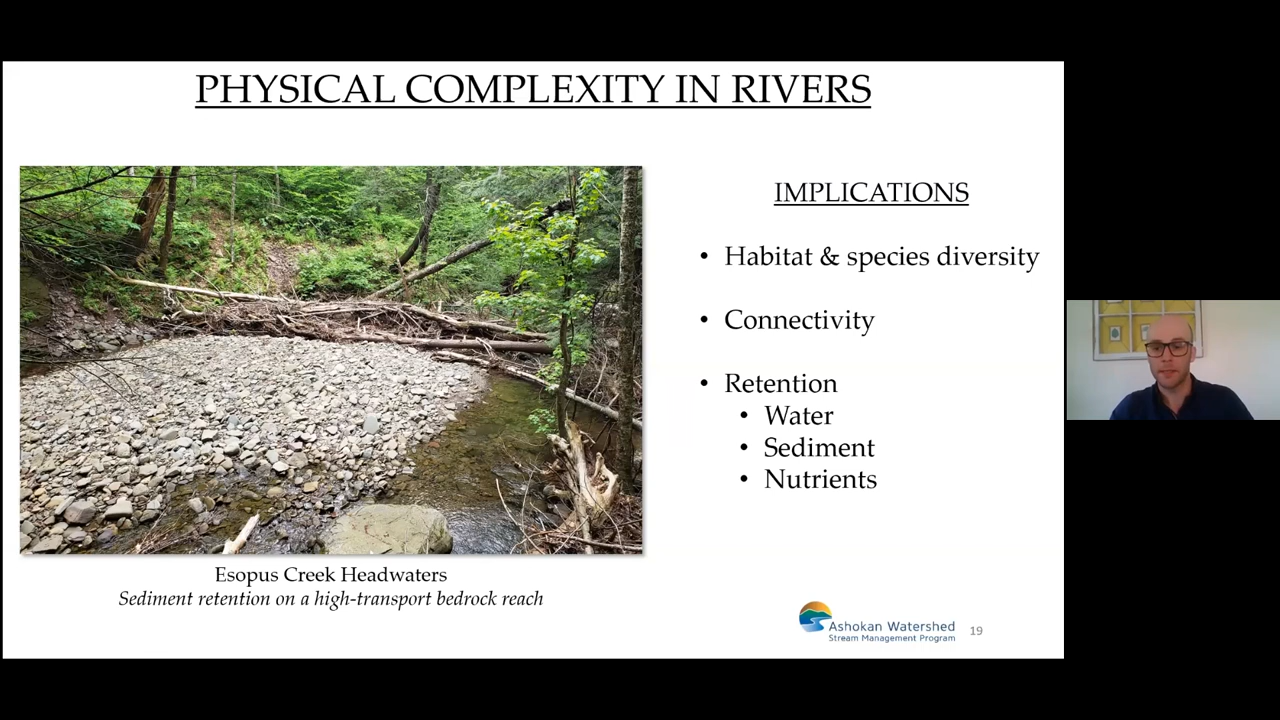 PHYSICAL COMPLEXITY IN RIVERS
IMPLICATIONS
• Habitat & species diversity
• Connectivity
• Retention
• Water
• Sediment
• Nutrients
Esopus Creek Headwaters
Sediment retention on a high-transport bedrock reach
Ashokan Watershed
Stream Management Program
19